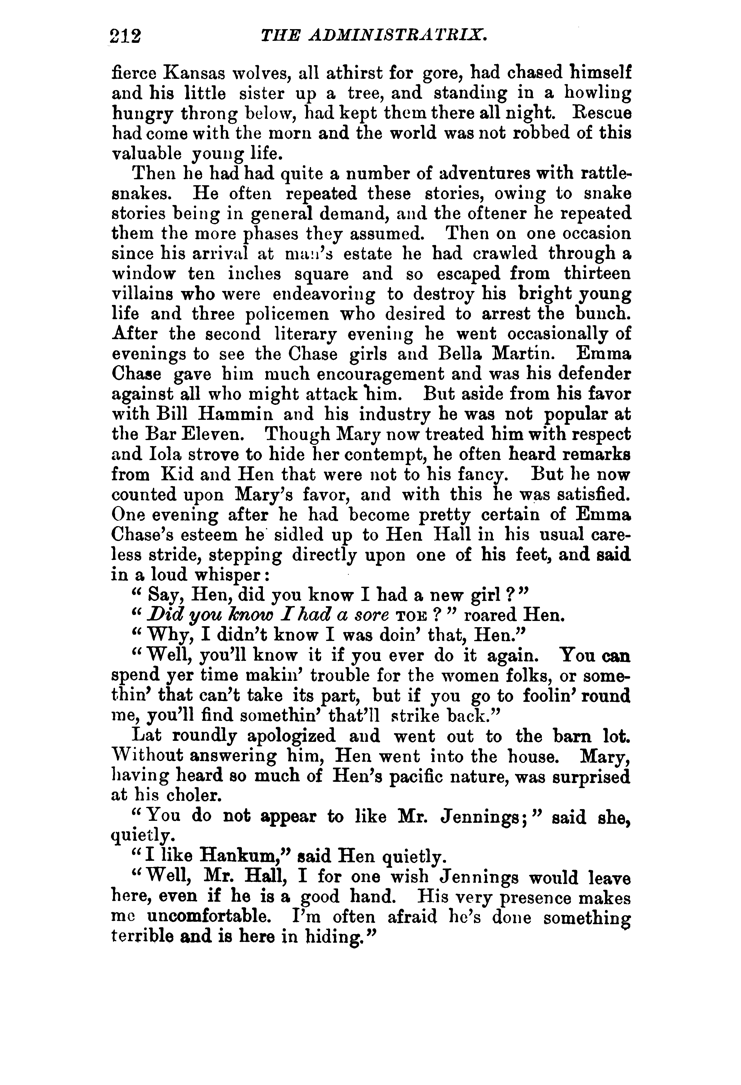 212 THE ADMINISTRATRIX.
fierce Kansas wolves, all athirst for gore, had chased himself
and his little sister up a tree, and standing in a howling
hungry throng below, had kept them there all night. Rescue
had come with the morn and the world was not robbed of this
valuable young life.
Then he had had quite a number of adventures with rattle-
snakes. He often repeated these stories, owing to snake
stories being in general demand, and the oftener he repeated
them the more phases they assumed. Then on one occasion
since his arrival at man's estate he had crawled through a
window ten inches square and so escaped from thirteen
villains who were endeavoring to destroy his bright young
life and three policemen who desired to arrest the bunch.
After the second literary evening he went occasionally of
evenings to see the Chase girls and Bella Martin. Emma
Chase gave him much encouragement and was his defender
against all who might attack him. But aside from his favor
with Bill Hammin and his industry he was not popular at
the Bar Eleven. Though Mary now treated him with respect
and Iola strove to hide her contempt, he often heard remarks
from Kid and Hen that were not to his fancy. But he now
counted upon Mary's favor, and with this he was satisfied.
One evening after he had become pretty certain of Emma
Chase's esteem he sidled up to Hen Hall in his usual care-
less stride, stepping directly upon one of his feet, and said
in a loud whisper:
"Say, Hen, did you know I had a new girl?"
"Did you know I had a sore TOE?" roared Hen.
"Why, I didn't know I was doin' that, Hen."
"Well, you'll know it if you ever do it again. You can
spend yer time makin' trouble for the women folks, or some-
thin' that can't take its part, but if you go to foolin' round
me, you'll find somethin' that'll strike back."
Lat roundly apologized and went out to the barn lot.
Without answering him, Hen went into the house. Mary,
having heard so much of Hen's pacific nature, was surprised
at his choler.
"You do not appear to like Mr. Jennings;" said she,
quietly.
"I like Hankum," said Hen quietly.
"Well, Mr. Hall, I for one wish Jennings would leave
here, even if he is a good hand. His very presence makes
me uncomfortable. I'm often afraid he's done something
terrible and is here in hiding."